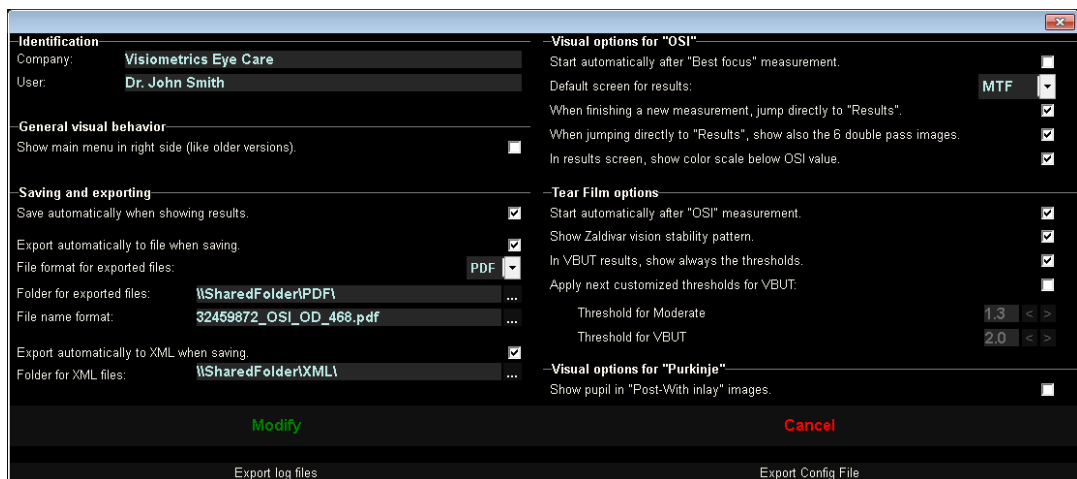 Identification
Company: Visiometrics Eye Care
User: Dr. John Smith
General visual behavior
Show main menu in right side (like older versions).
Saving and exporting
Save automatically when showing results.
Export automatically to file when saving.
File format for exported files: PDF
Folder for exported files: \\SharedFolder\PDF\ ...
File name format: 32459872_OSI_OD_468.pdf ...
Export automatically to XML when saving.
Folder for XML files: \\SharedFolder\XML\ ...
Visual options for "OSI"
Start automatically after "Best focus" measurement.
Default screen for results: MTF
When finishing a new measurement, jump directly to "Results".
When jumping directly to "Results", show also the 6 double pass images.
In results screen, show color scale below OSI value.
Tear Film options
Start automatically after "OSI" measurement.
Show Zaldivar vision stability pattern.
In VBUT results, show always the thresholds.
Apply next customized thresholds for VBUT:
Threshold for Moderate 1.3 < >
Threshold for VBUT 2.0 < >
Visual options for "Purkinje"
Show pupil in "Post-With inlay" images.
Modify
Cancel
Export log files
Export Config File